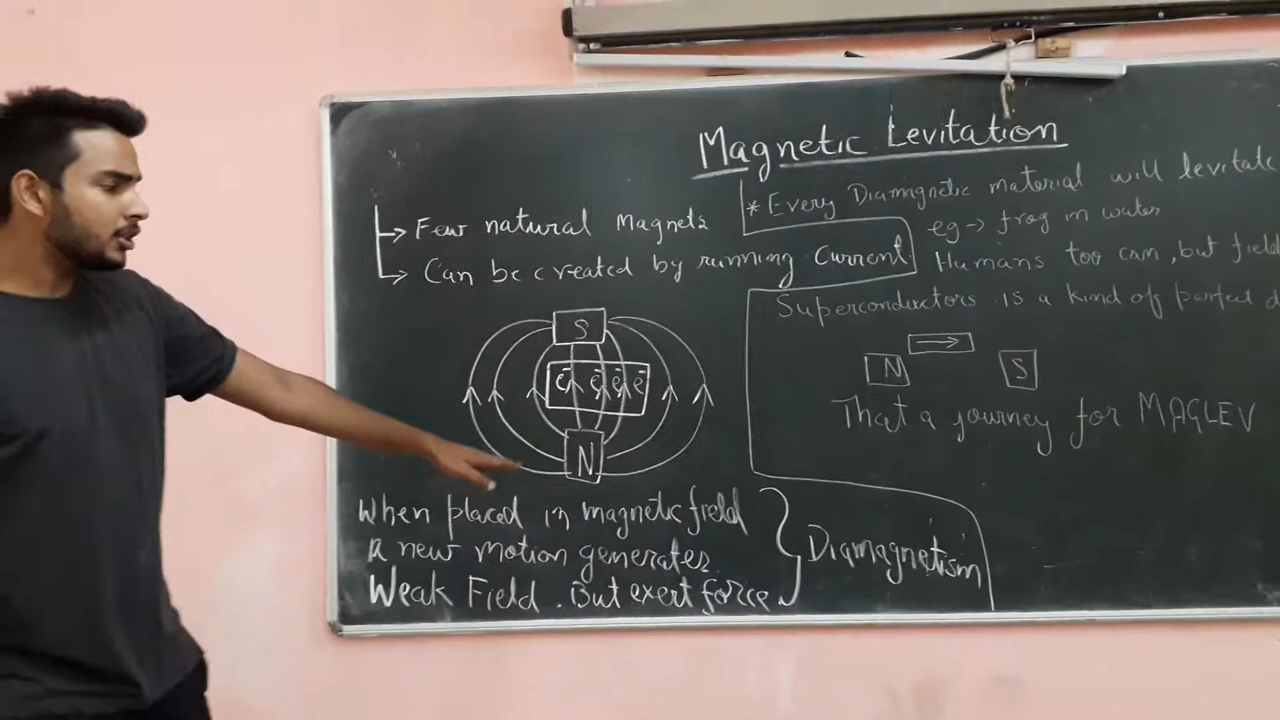 Magnetic Levitation
Few natural Magnets
Can be created by running Current
S
e⁻ e⁻ e⁻ e⁻
N
When placed in magnetic field
a new motion generates.
Weak Field. But exert force
Diamagnetism
* Every Diamagnetic material will levitate
eg → frog in water
Humans too can, but field
Superconductors is a kind of perfect d
→
N S
That a journey for MAGLEV